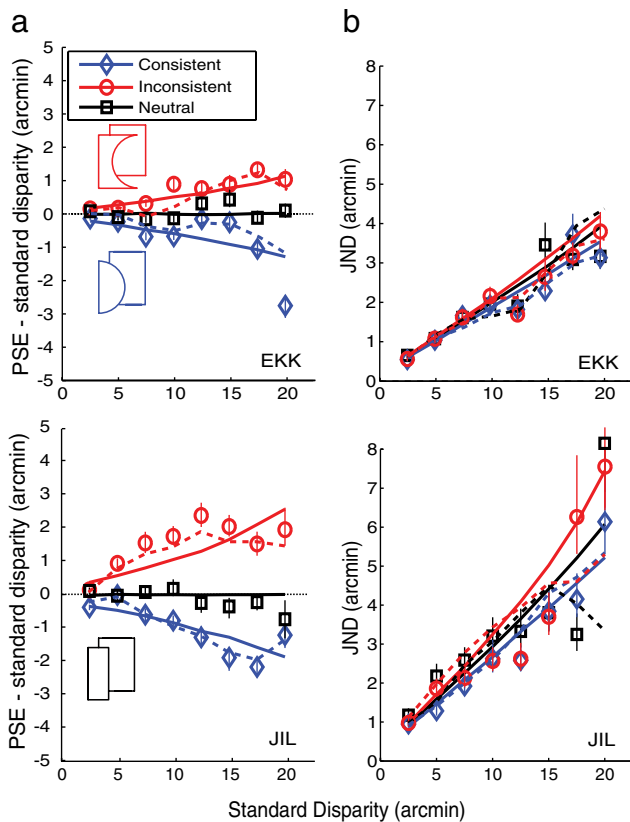 a
b
PSE - standard disparity (arcmin)
5
4
3
2
1
0
-1
-2
-3
-4
-5
Consistent
Inconsistent
Neutral
EKK
0 5 10 15 20
JND (arcmin)
8
7
6
5
4
3
2
1
0
EKK
0 5 10 15 20
PSE - standard disparity (arcmin)
5
4
3
2
1
0
-1
-2
-3
-4
-5
JIL
0 5 10 15 20
JND (arcmin)
8
7
6
5
4
3
2
1
0
JIL
0 5 10 15 20
Standard Disparity (arcmin)